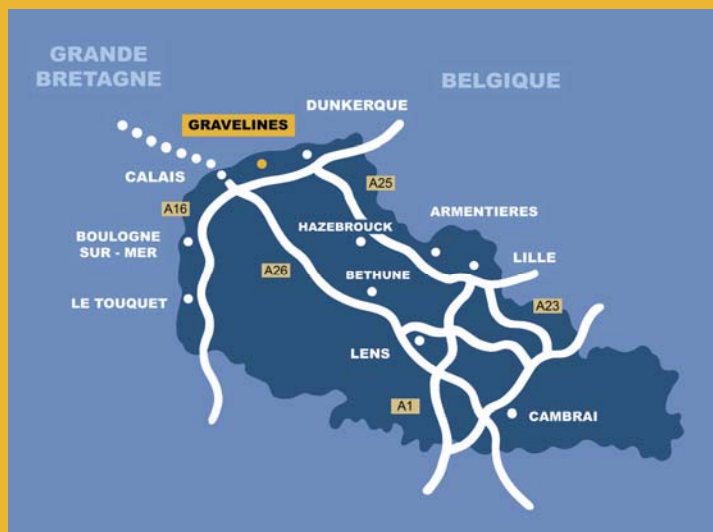 GRANDE
BRETAGNE
BELGIQUE
DUNKERQUE
GRAVELINES
CALAIS
A25
A16
ARMENTIERES
HAZEBROUCK
BOULOGNE
SUR - MER
LILLE
A26
BETHUNE
LE TOUQUET
A23
LENS
A1
CAMBRAI